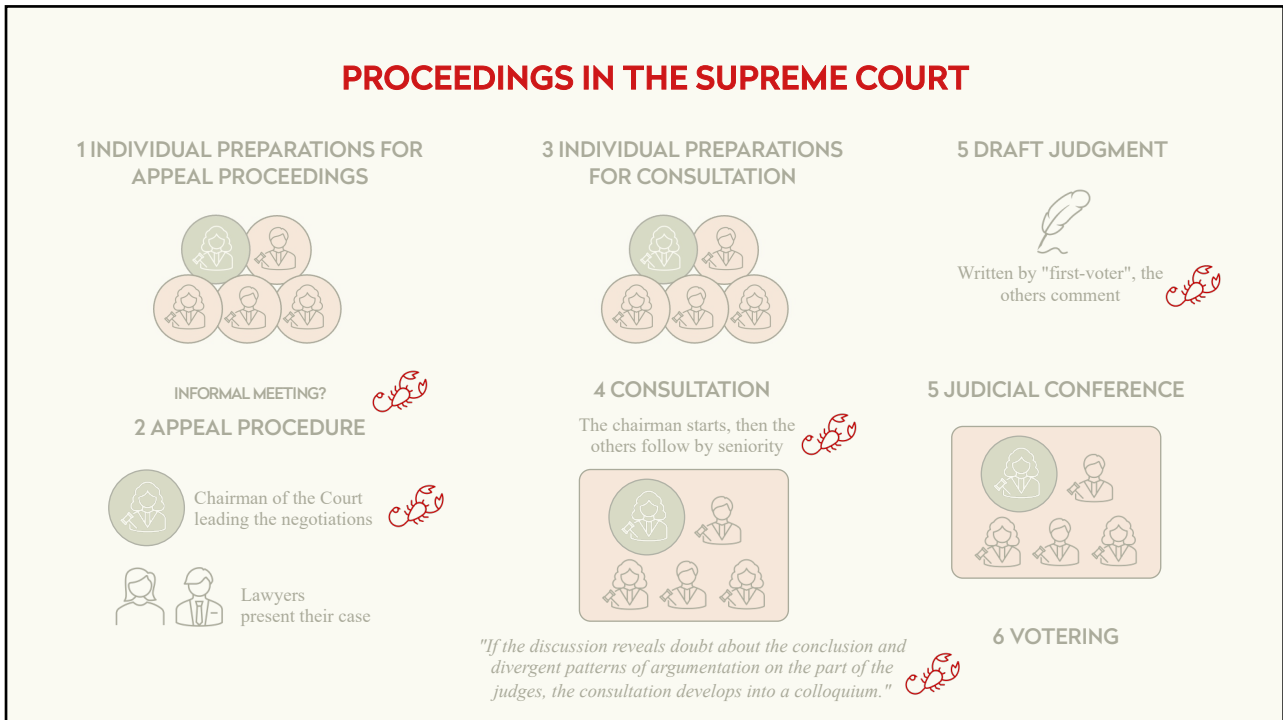 PROCEEDINGS IN THE SUPREME COURT
1 INDIVIDUAL PREPARATIONS FOR
APPEAL PROCEEDINGS
INFORMAL MEETING?
2 APPEAL PROCEDURE
Chairman of the Court
leading the negotiations
Lawyers
present their case
3 INDIVIDUAL PREPARATIONS
FOR CONSULTATION
4 CONSULTATION
The chairman starts, then the
others follow by seniority
"If the discussion reveals doubt about the conclusion and
divergent patterns of argumentation on the part of the
judges, the consultation develops into a colloquium."
5 DRAFT JUDGMENT
Written by "first-voter", the
others comment
5 JUDICIAL CONFERENCE
6 VOTERING